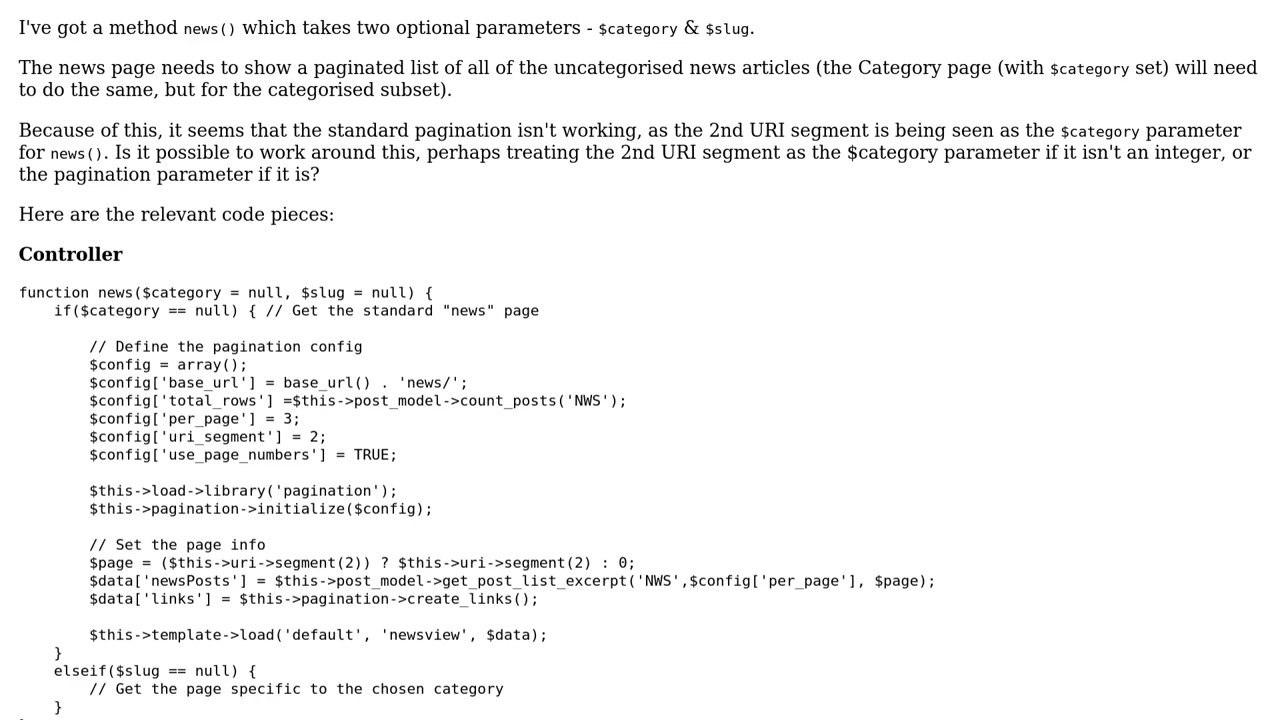 I've got a method news() which takes two optional parameters - $category & $slug.
The news page needs to show a paginated list of all of the uncategorised news articles (the Category page (with $category set) will need
to do the same, but for the categorised subset).
Because of this, it seems that the standard pagination isn't working, as the 2nd URI segment is being seen as the $category parameter
for news(). Is it possible to work around this, perhaps treating the 2nd URI segment as the $category parameter if it isn't an integer, or
the pagination parameter if it is?
Here are the relevant code pieces:
Controller
function news($category = null, $slug = null) {
    if($category == null) { // Get the standard "news" page
        // Define the pagination config
        $config = array();
        $config['base_url'] = base_url() . 'news/';
        $config['total_rows'] =$this->post_model->count_posts('NWS');
        $config['per_page'] = 3;
        $config['uri_segment'] = 2;
        $config['use_page_numbers'] = TRUE;
        $this->load->library('pagination');
        $this->pagination->initialize($config);
        // Set the page info
        $page = ($this->uri->segment(2)) ? $this->uri->segment(2) : 0;
        $data['newsPosts'] = $this->post_model->get_post_list_excerpt('NWS',$config['per_page'], $page);
        $data['links'] = $this->pagination->create_links();
        $this->template->load('default', 'newsview', $data);
    }
    elseif($slug == null) {
        // Get the page specific to the chosen category
    }